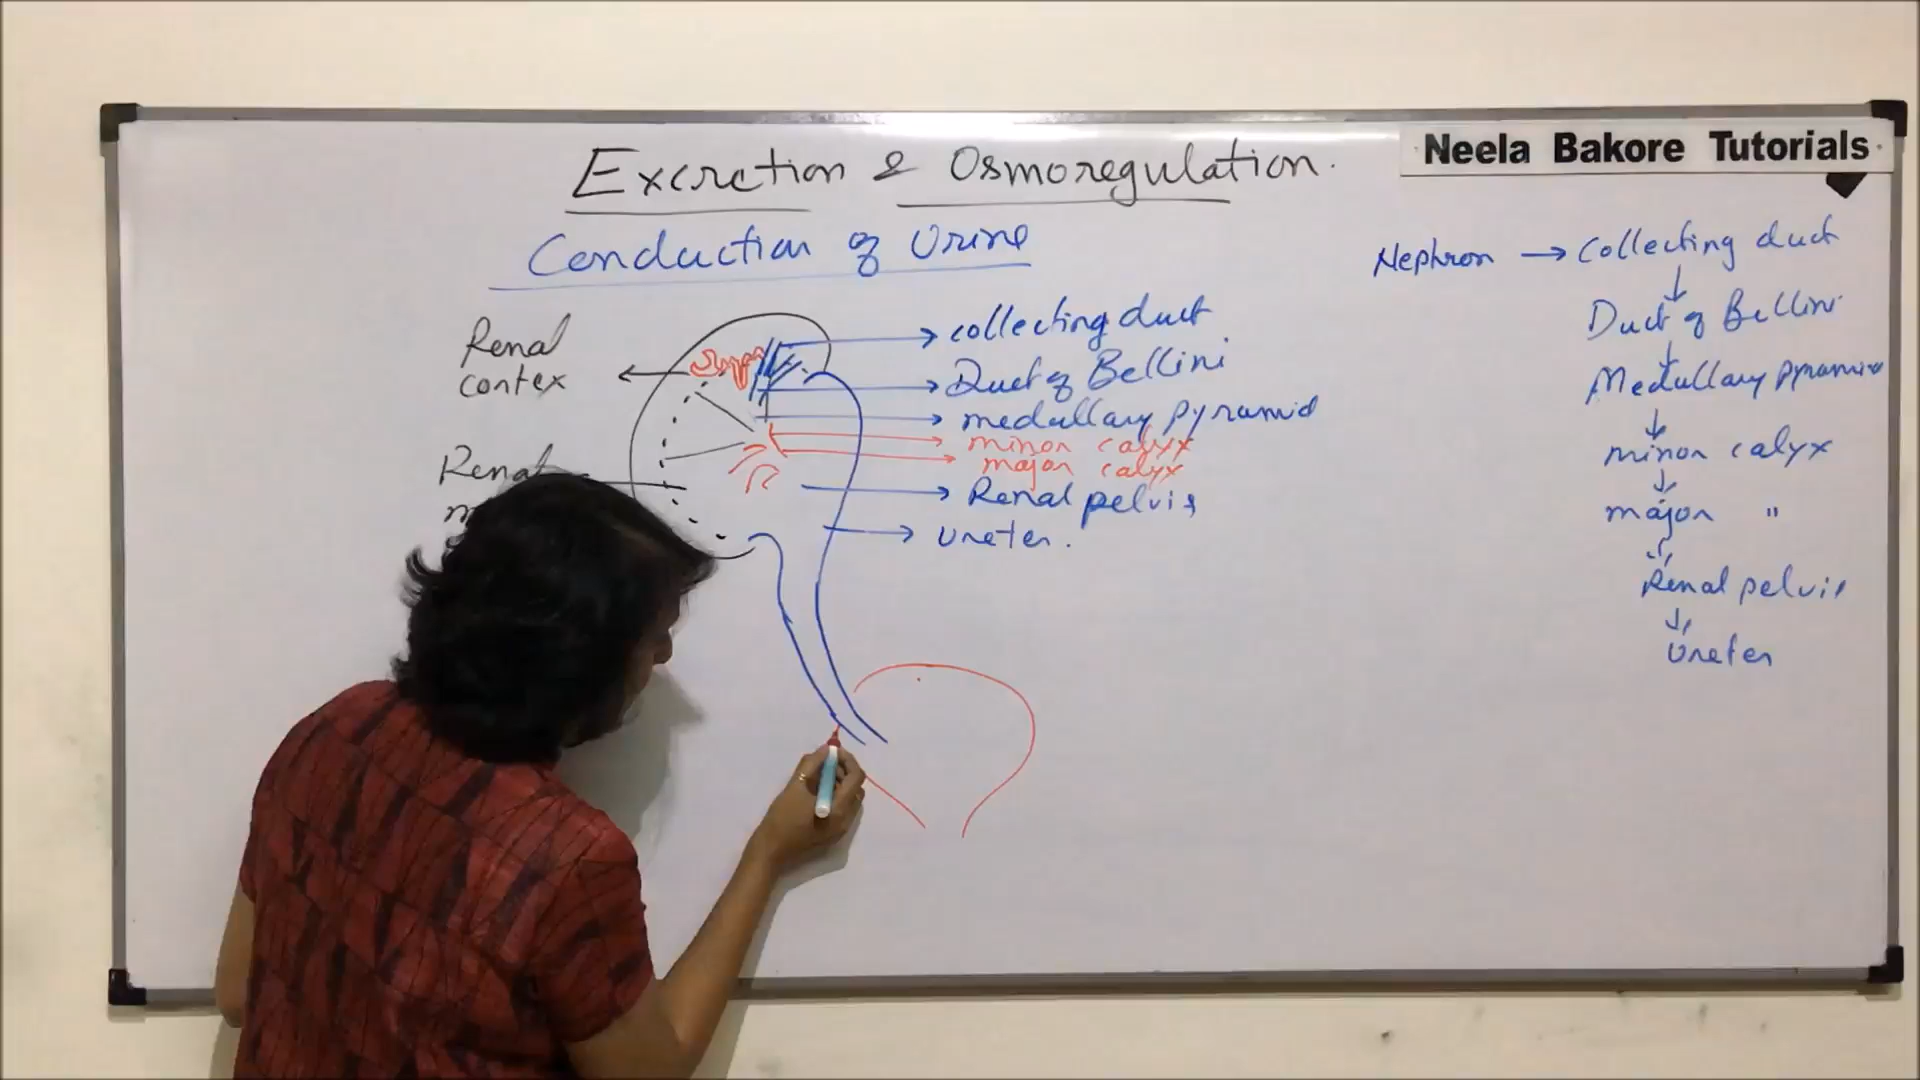 Neela Bakore Tutorials
Excretion & Osmoregulation.
Conduction of Urine
Renal
cortex
Renal
collecting duct
Duct of Bellini
medullary pyramid
minor calyx
major calyx
Renal pelvis
Ureter.
Nephron → Collecting duct
↓
Duct of Bellini
↓
Medullary pyramid
↓
minor calyx
↓
major "
↓
Renal pelvis
↓
Ureter